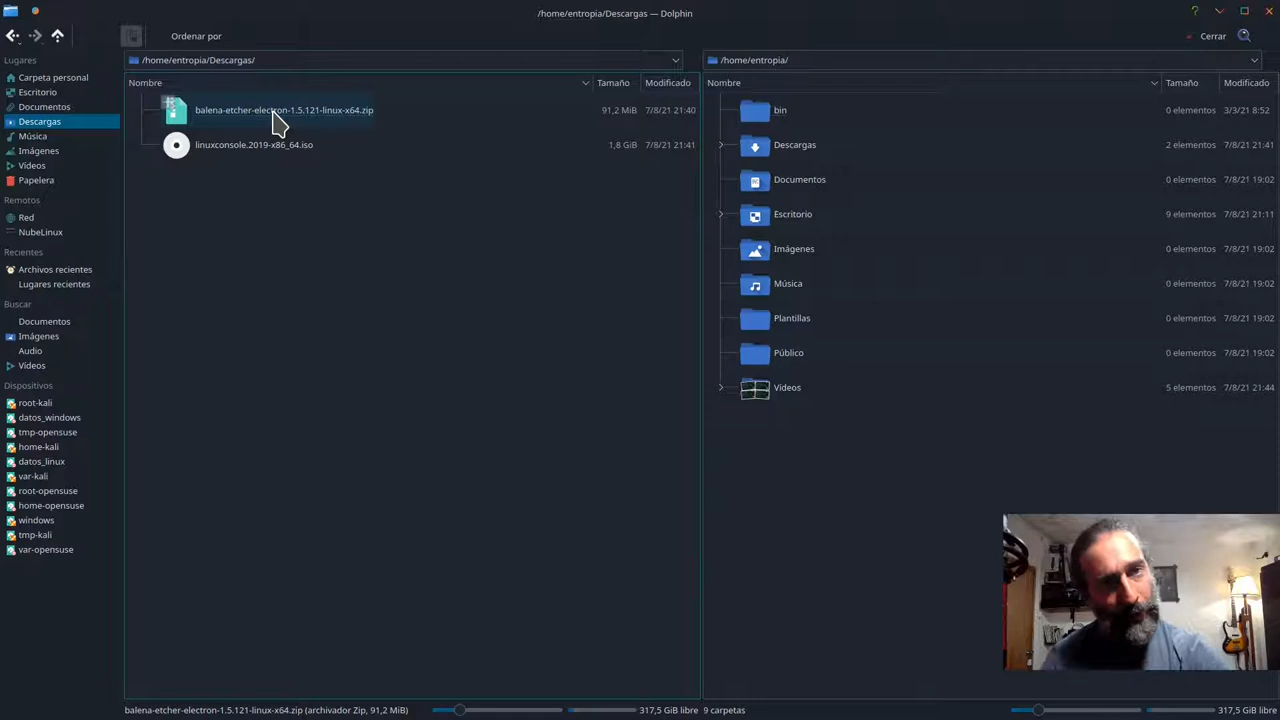 /home/entropia/Descargas — Dolphin
Ordenar por
Cerrar
Lugares
Carpeta personal
Escritorio
Documentos
Descargas
Música
Imágenes
Vídeos
Papelera
Remotos
Red
NubeLinux
Recientes
Archivos recientes
Lugares recientes
Buscar
Documentos
Imágenes
Audio
Vídeos
Dispositivos
root-kali
datos_windows
tmp-opensuse
home-kali
datos_linux
var-kali
root-opensuse
home-opensuse
windows
tmp-kali
var-opensuse
/home/entropia/Descargas/
Nombre Tamaño Modificado
balena-etcher-electron-1.5.121-linux-x64.zip 91,2 MiB 7/8/21 21:40
linuxconsole.2019-x86_64.iso 1,8 GiB 7/8/21 21:41
balena-etcher-electron-1.5.121-linux-x64.zip (archivador Zip, 91,2 MiB) 317,5 GiB libre
/home/entropia/
Nombre Tamaño Modificado
bin 0 elementos 3/3/21 8:52
Descargas 2 elementos 7/8/21 21:41
Documentos 0 elementos 7/8/21 19:02
Escritorio 9 elementos 7/8/21 21:11
Imágenes 0 elementos 7/8/21 19:02
Música 0 elementos 7/8/21 19:02
Plantillas 0 elementos 7/8/21 19:02
Público 0 elementos 7/8/21 19:02
Vídeos 5 elementos 7/8/21 21:44
9 carpetas 317,5 GiB libre